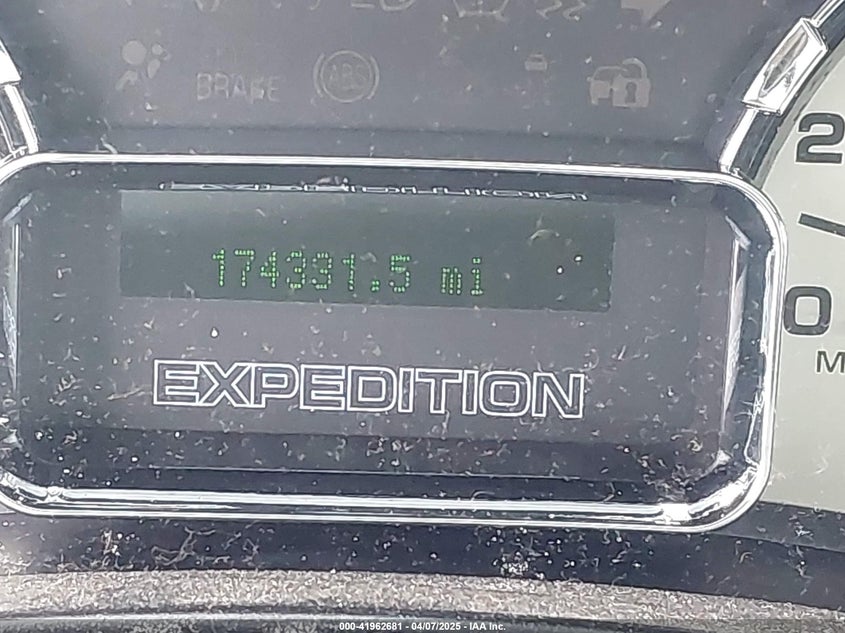 BRAKE
ABS
2
174331.5 mi
0
EXPEDITION
M
000-41962681 - 04/07/2025 - IAA Inc.